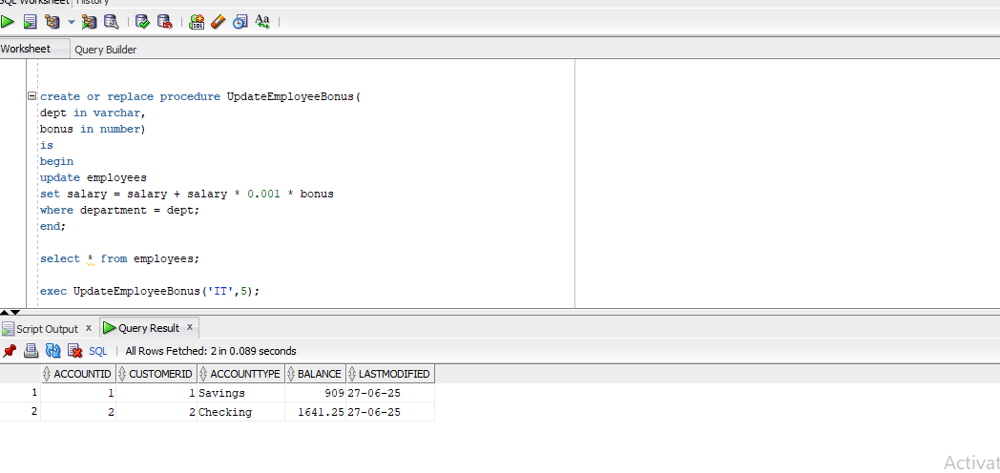 SQL Worksheet History
Worksheet Query Builder
create or replace procedure UpdateEmployeeBonus(
dept in varchar,
bonus in number)
is
begin
update employees
set salary = salary + salary * 0.001 * bonus
where department = dept;
end;
select * from employees;
exec UpdateEmployeeBonus('IT',5);
Script Output x Query Result x
SQL All Rows Fetched: 2 in 0.089 seconds
ACCOUNTID CUSTOMERID ACCOUNTTYPE BALANCE LASTMODIFIED
1 1 1 Savings 909 27-06-25
2 2 2 Checking 1641.25 27-06-25
Activat